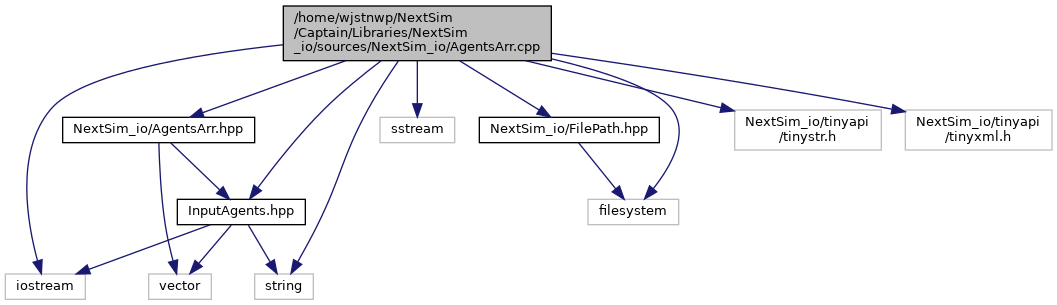 /home/wjstnwp/NextSim
/Captain/Libraries/NextSim
_io/sources/NextSim_io/AgentsArr.cpp
NextSim_io/AgentsArr.hpp
sstream
NextSim_io/FilePath.hpp
NextSim_io/tinyapi
/tinystr.h
NextSim_io/tinyapi
/tinyxml.h
InputAgents.hpp
filesystem
iostream
vector
string